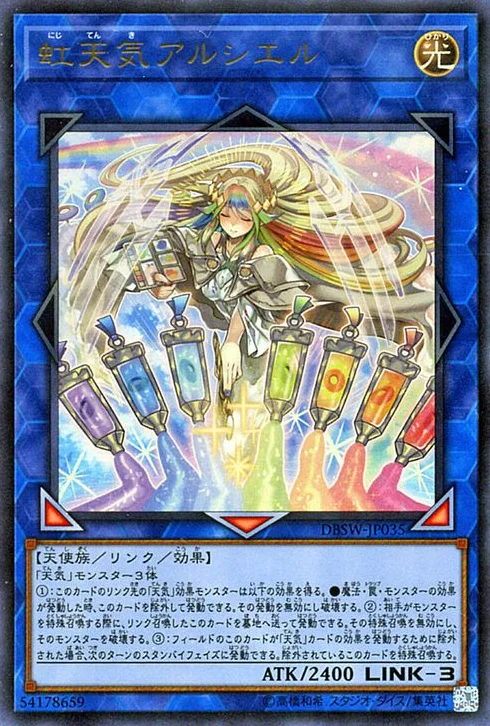 虹天気アルシエル
光
DBSW-JP035
【天使族/リンク/効果】
「天気」モンスター3体
①：このカードのリンク先の「天気」効果モンスターは以下の効果を得る。●魔法・罠・モンスターの効果
が発動した時、このカードを除外して発動できる。その発動を無効にし破壊する。②：相手がモンスター
を特殊召喚する際に、リンク召喚したこのカードを墓地へ送って発動できる。その特殊召喚を無効にし、
そのモンスターを破壊する。③：フィールドのこのカードが「天気」カードの効果を発動するために除外
された場合、次のターンのスタンバイフェイズに発動できる。除外されているこのカードを特殊召喚する。
ATK/2400 LINK-3
54178659 ©高橋和希 スタジオ・ダイス/集英社